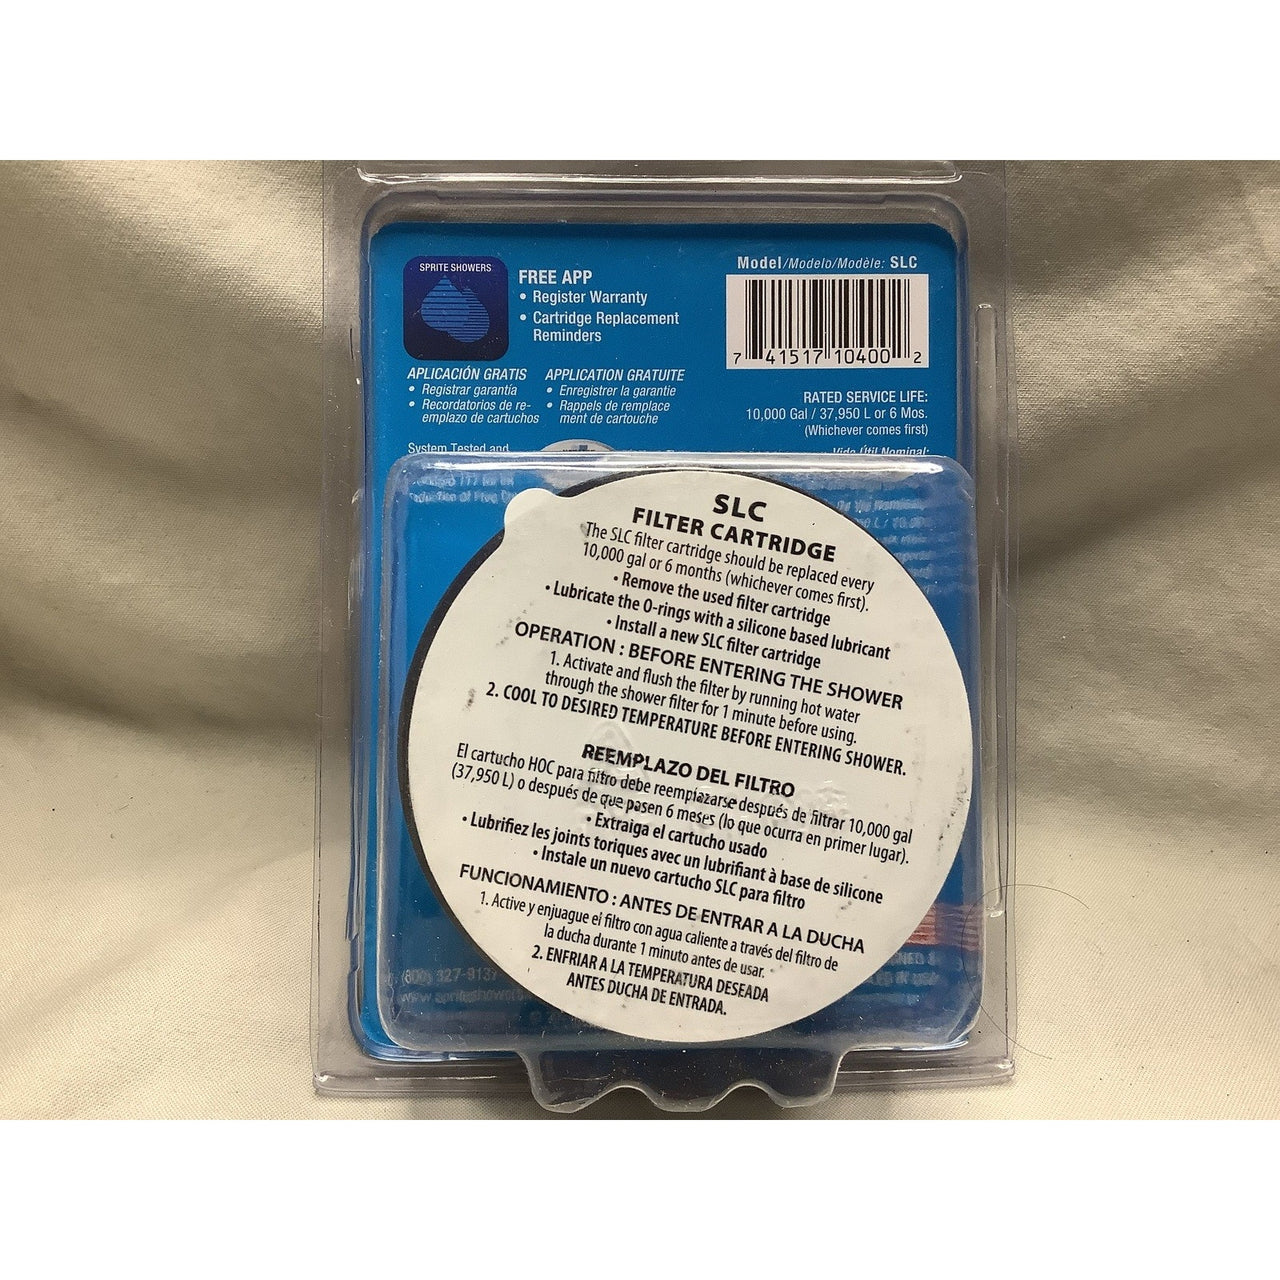 SPRITE SHOWERS
FREE APP
• Register Warranty
• Cartridge Replacement
Reminders
APLICACIÓN GRATIS
• Registrar garantía
• Recordatorios de re-
emplazo de cartuchos
APPLICATION GRATUITE
• Enregistrer la garantie
• Rappels de remplace
ment de cartouche
Model/Modelo/Modèle: SLC
7 41517 10400 2
RATED SERVICE LIFE:
10,000 Gal / 37,950 L or 6 Mos.
(Whichever comes first)
Vida Útil Nominal:
System Tested and
SLC
FILTER CARTRIDGE
The SLC filter cartridge should be replaced every
10,000 gal or 6 months (whichever comes first).
• Remove the used filter cartridge
• Lubricate the O-rings with a silicone based lubricant
• Install a new SLC filter cartridge
OPERATION : BEFORE ENTERING THE SHOWER
1. Activate and flush the filter by running hot water
through the shower filter for 1 minute before using.
2. COOL TO DESIRED TEMPERATURE BEFORE ENTERING SHOWER.
REEMPLAZO DEL FILTRO
El cartucho HOC para filtro debe reemplazarse después de filtrar 10,000 gal
(37,950 L) o después de que pasen 6 meses (lo que ocurra en primer lugar).
• Extraiga el cartucho usado
• Lubrifiez les joints toriques avec un lubrifiant à base de silicone
• Instale un nuevo cartucho SLC para filtro
FUNCIONAMIENTO : ANTES DE ENTRAR A LA DUCHA
1. Active y enjuague el filtro con agua caliente a través del filtro de
la ducha durante 1 minuto antes de usar.
2. ENFRIAR A LA TEMPERATURA DESEADA
ANTES DUCHA DE ENTRADA.
(800) 327-9137
www.spriteshowers